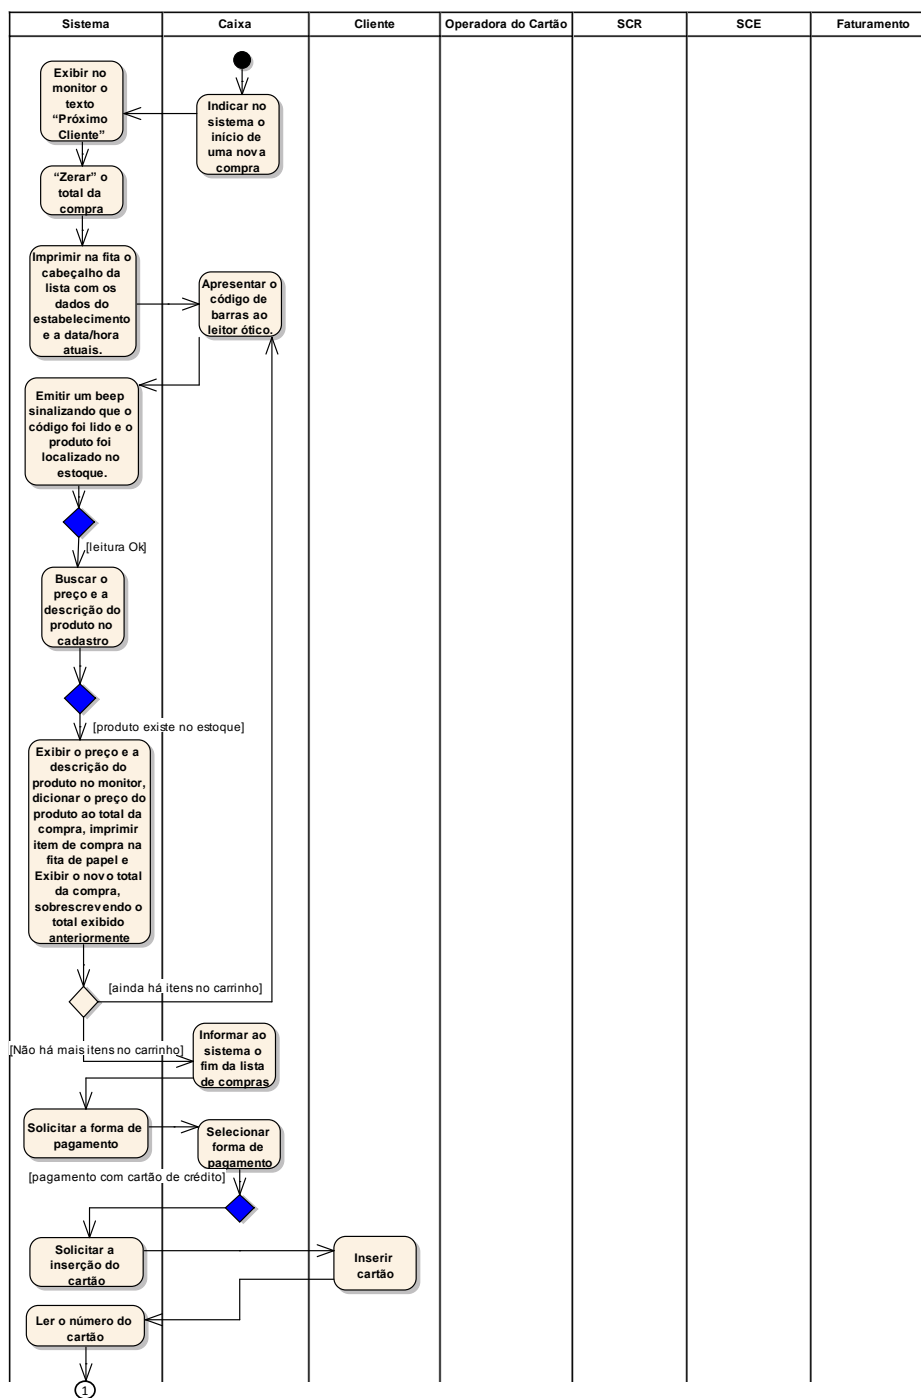 Sistema
Caixa
Cliente
Operadora do Cartão
SCR
SCE
Faturamento
Exibir no
monitor o
texto
“Próximo
Cliente”
Indicar no
sistema o
início de
uma nova
compra
“Zerar” o
total da
compra
Imprimir na fita o
cabeçalho da
lista com os
dados do
estabelecimento
e a data/hora
atuais.
Apresentar o
código de
barras ao
leitor ótico.
Emitir um beep
sinalizando que o
código foi lido e o
produto foi
localizado no
estoque.
[leitura Ok]
Buscar o
preço e a
descrição do
produto no
cadastro
[produto existe no estoque]
Exibir o preço e a
descrição do
produto no monitor,
dicionar o preço do
produto ao total da
compra, imprimir
item de compra na
fita de papel e
Exibir o novo total
da compra,
sobrescrevendo o
total exibido
anteriormente
[ainda há itens no carrinho]
[Não há mais itens no carrinho]
Informar ao
sistema o
fim da lista
de compras
Solicitar a forma de
pagamento
Selecionar
forma de
pagamento
[pagamento com cartão de crédito]
Solicitar a
inserção do
cartão
Inserir
cartão
Ler o número do
cartão
1